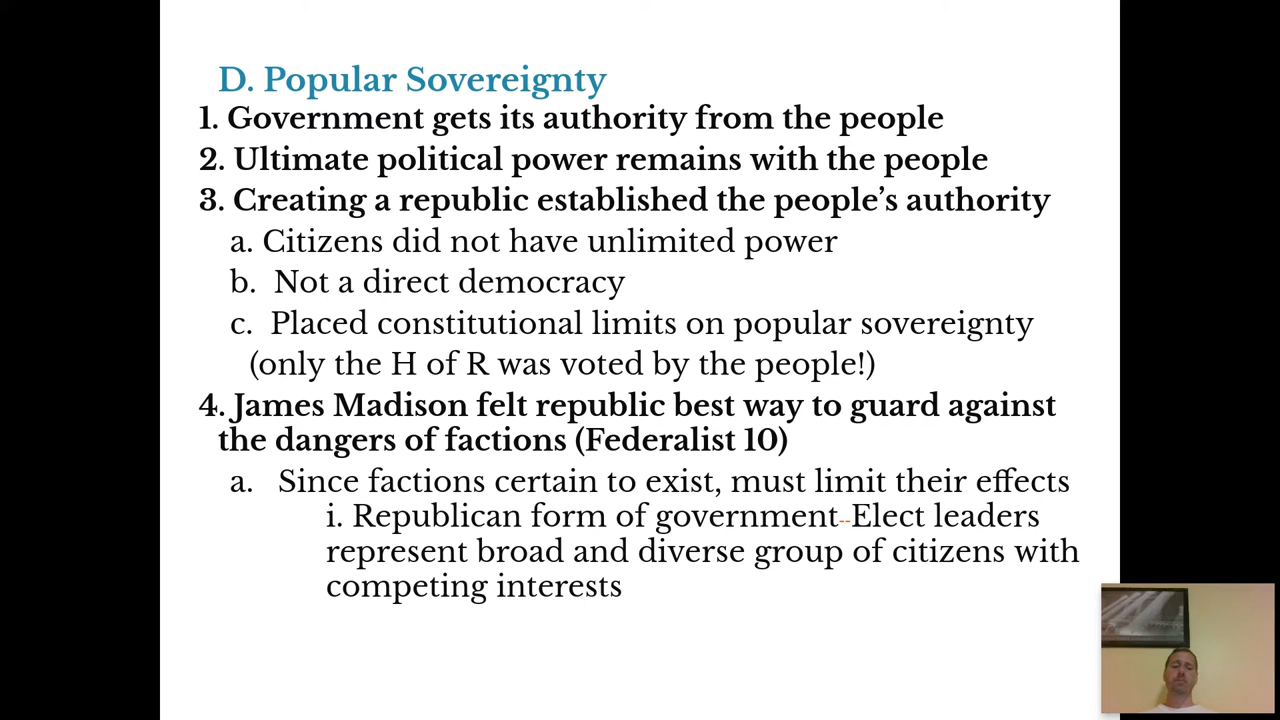 D. Popular Sovereignty
1. Government gets its authority from the people
2. Ultimate political power remains with the people
3. Creating a republic established the people’s authority
a. Citizens did not have unlimited power
b. Not a direct democracy
c. Placed constitutional limits on popular sovereignty
(only the H of R was voted by the people!)
4. James Madison felt republic best way to guard against
the dangers of factions (Federalist 10)
a. Since factions certain to exist, must limit their effects
i. Republican form of government--Elect leaders
represent broad and diverse group of citizens with
competing interests